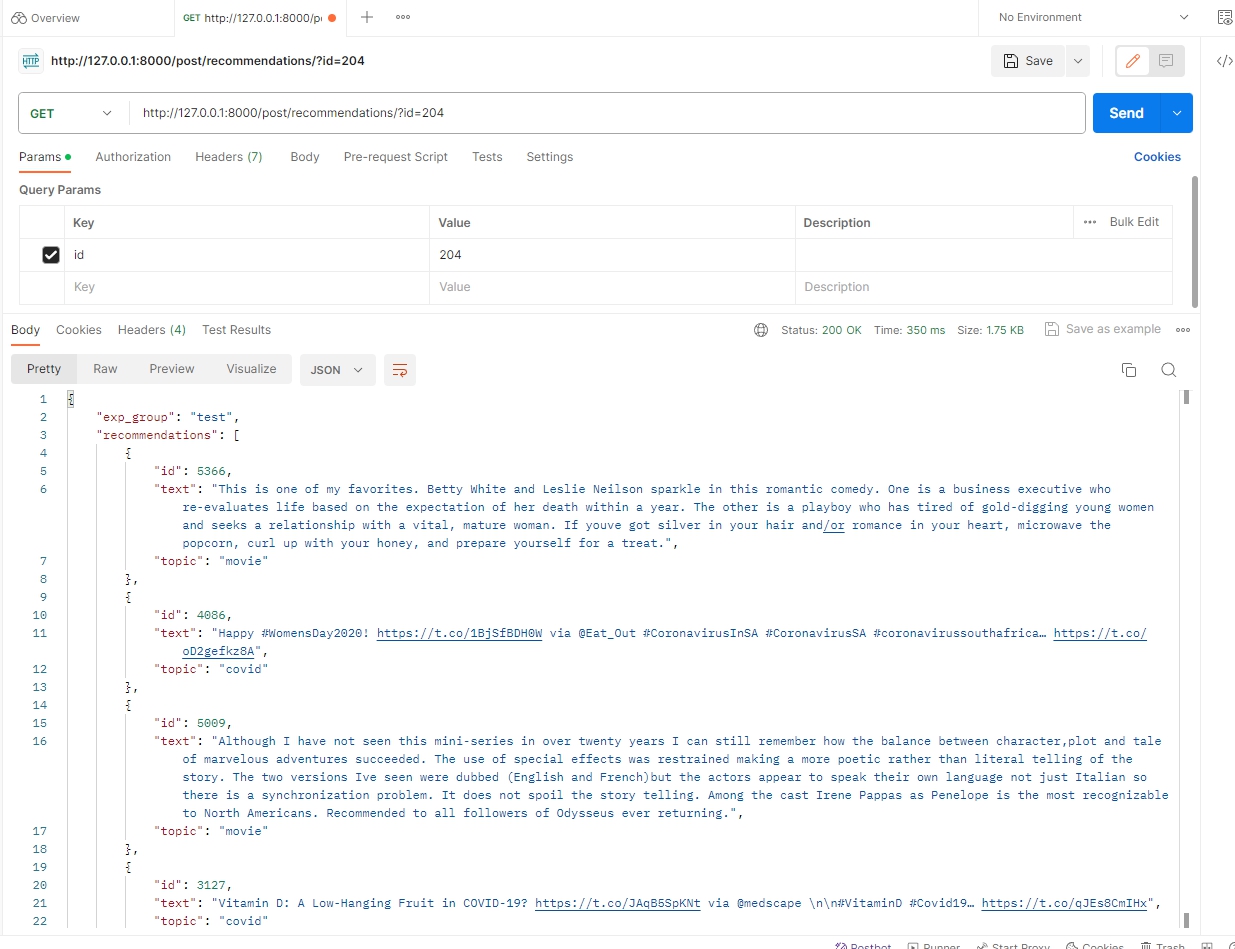 Overview
GET http://127.0.0.1:8000/p
No Environment
HTTP http://127.0.0.1:8000/post/recommendations/?id=204
Save
GET http://127.0.0.1:8000/post/recommendations/?id=204 Send
Params Authorization Headers (7) Body Pre-request Script Tests Settings Cookies
Query Params
Key Value Description Bulk Edit
id 204
Key Value Description
Body Cookies Headers (4) Test Results Status: 200 OK Time: 350 ms Size: 1.75 KB Save as example
Pretty Raw Preview Visualize JSON
1 {
2 "exp_group": "test",
3 "recommendations": [
4 {
5 "id": 5366,
6 "text": "This is one of my favorites. Betty White and Leslie Neilson sparkle in this romantic comedy. One is a business executive who
re-evaluates life based on the expectation of her death within a year. The other is a playboy who has tired of gold-digging young women
and seeks a relationship with a vital, mature woman. If youve got silver in your hair and/or romance in your heart, microwave the
popcorn, curl up with your honey, and prepare yourself for a treat.",
7 "topic": "movie"
8 },
9 {
10 "id": 4086,
11 "text": "Happy #WomensDay2020! https://t.co/1BjSfBDH0W via @Eat_Out #CoronavirusInSA #CoronavirusSA #coronavirussouthafrica… https://t.co/
oD2gefkz8A",
12 "topic": "covid"
13 },
14 {
15 "id": 5009,
16 "text": "Although I have not seen this mini-series in over twenty years I can still remember how the balance between character,plot and tale
of marvelous adventures succeeded. The use of special effects was restrained making a more poetic rather than literal telling of the
story. The two versions Ive seen were dubbed (English and French)but the actors appear to speak their own language not just Italian so
there is a synchronization problem. It does not spoil the story telling. Among the cast Irene Pappas as Penelope is the most recognizable
to North Americans. Recommended to all followers of Odysseus ever returning.",
17 "topic": "movie"
18 },
19 {
20 "id": 3127,
21 "text": "Vitamin D: A Low-Hanging Fruit in COVID-19? https://t.co/JAqB5SpKNt via @medscape \n\n#VitaminD #Covid19… https://t.co/qJEs8CmIHx",
22 "topic": "covid"
Postbot Runner Start Proxy Cookies Trash